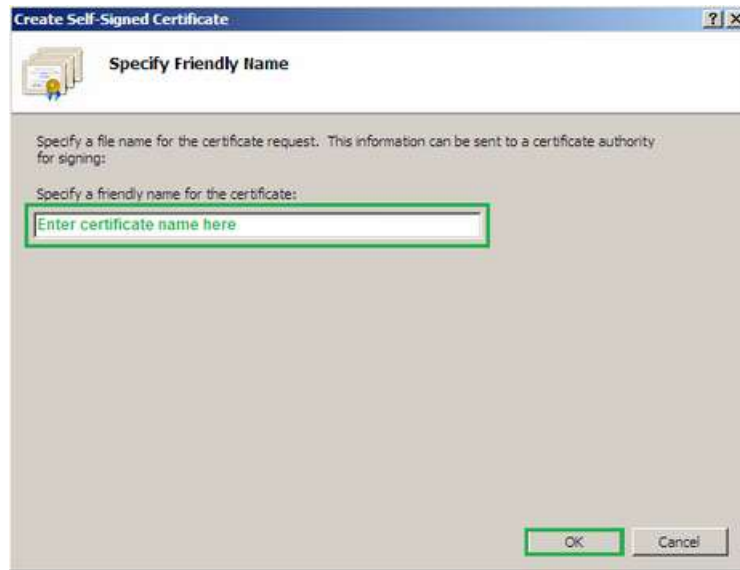 Create Self-Signed Certificate
Specify Friendly Name
Specify a file name for the certificate request.  This information can be sent to a certificate authority
for signing:
Specify a friendly name for the certificate:
Enter certificate name here
OK Cancel